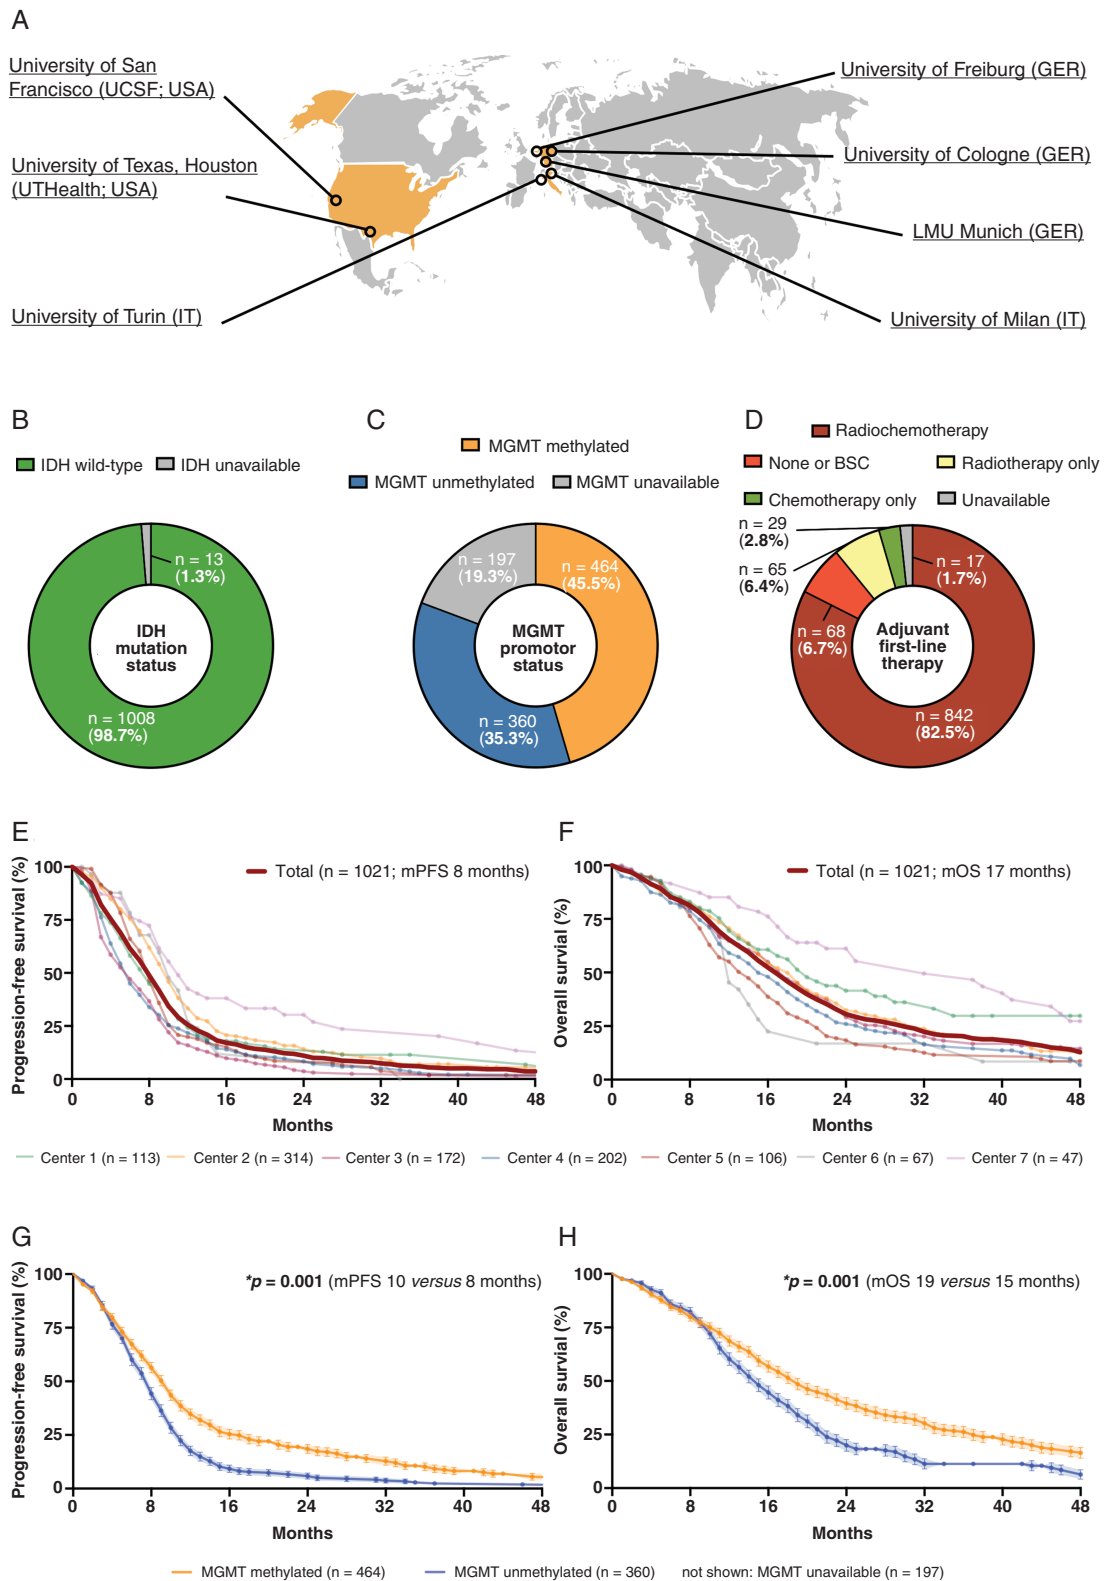 A
University of San
Francisco (UCSF; USA)
University of Freiburg (GER)
University of Texas, Houston
(UTHealth; USA)
University of Cologne (GER)
LMU Munich (GER)
University of Turin (IT)
University of Milan (IT)
B
IDH wild-type
IDH unavailable
n = 13
(1.3%)
IDH
mutation
status
n = 1008
(98.7%)
C
MGMT methylated
MGMT unmethylated
MGMT unavailable
n = 197
(19.3%)
n = 464
(45.5%)
MGMT
promotor
status
n = 360
(35.3%)
D
Radiochemotherapy
None or BSC
Radiotherapy only
Chemotherapy only
Unavailable
n = 29
(2.8%)
n = 65
(6.4%)
n = 17
(1.7%)
n = 68
(6.7%)
Adjuvant
first-line
therapy
n = 842
(82.5%)
E
Progression-free survival (%)
100
75
50
25
0
0 8 16 24 32 40 48
Months
Total (n = 1021; mPFS 8 months)
F
Overall survial (%)
100
75
50
25
0
0 8 16 24 32 40 48
Months
Total (n = 1021; mOS 17 months)
Center 1 (n = 113) Center 2 (n = 314) Center 3 (n = 172) Center 4 (n = 202) Center 5 (n = 106) Center 6 (n = 67) Center 7 (n = 47)
G
Progression-free survival (%)
100
75
50
25
0
0 8 16 24 32 40 48
Months
*p = 0.001 (mPFS 10 versus 8 months)
H
Overall survial (%)
100
75
50
25
0
0 8 16 24 32 40 48
Months
*p = 0.001 (mOS 19 versus 15 months)
MGMT methylated (n = 464) MGMT unmethylated (n = 360) not shown: MGMT unavailable (n = 197)